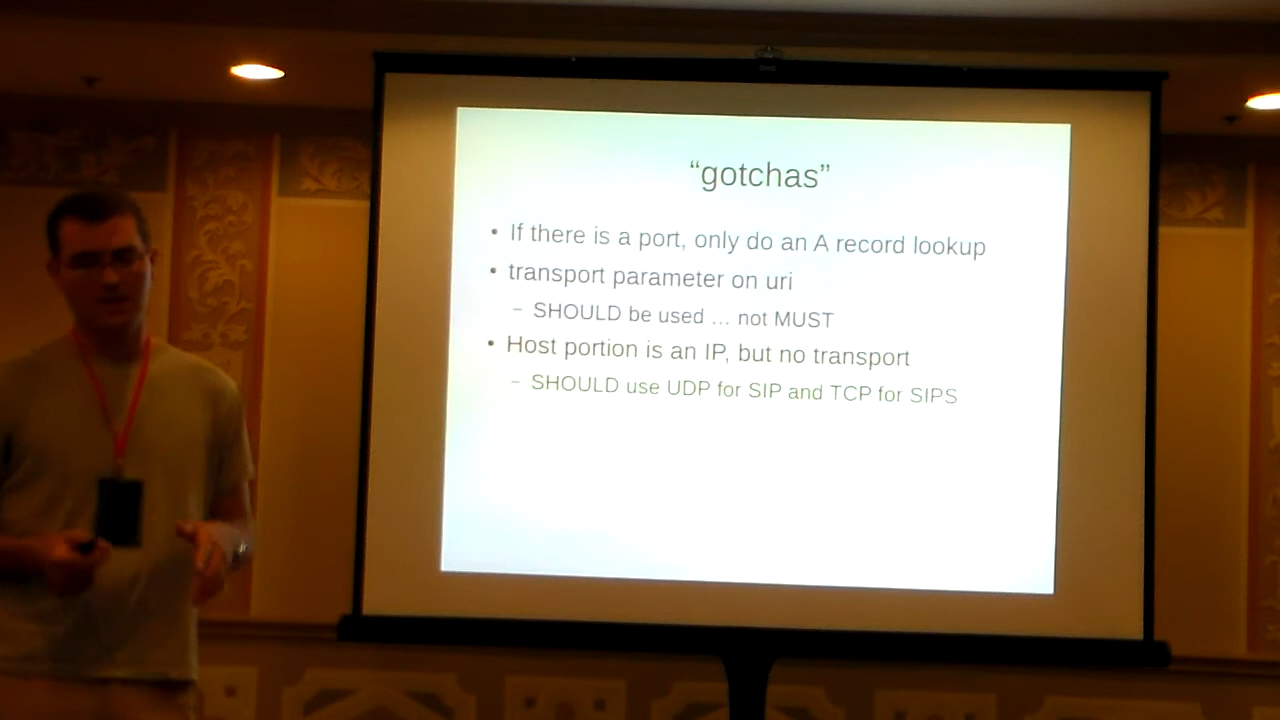 “gotchas”
• If there is a port, only do an A record lookup
• transport parameter on uri
– SHOULD be used … not MUST
• Host portion is an IP, but no transport
– SHOULD use UDP for SIP and TCP for SIPS